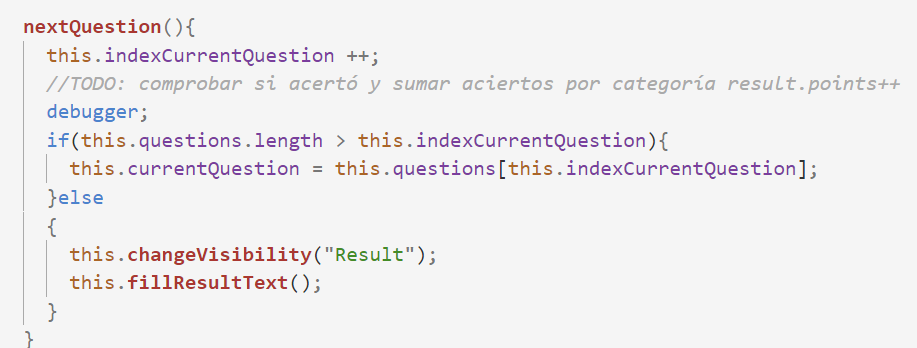 nextQuestion(){
this.indexCurrentQuestion ++;
//TODO: comprobar si acertó y sumar aciertos por categoría result.points++
debugger;
if(this.questions.length > this.indexCurrentQuestion){
this.currentQuestion = this.questions[this.indexCurrentQuestion];
}else
{
this.changeVisibility("Result");
this.fillResultText();
}
}